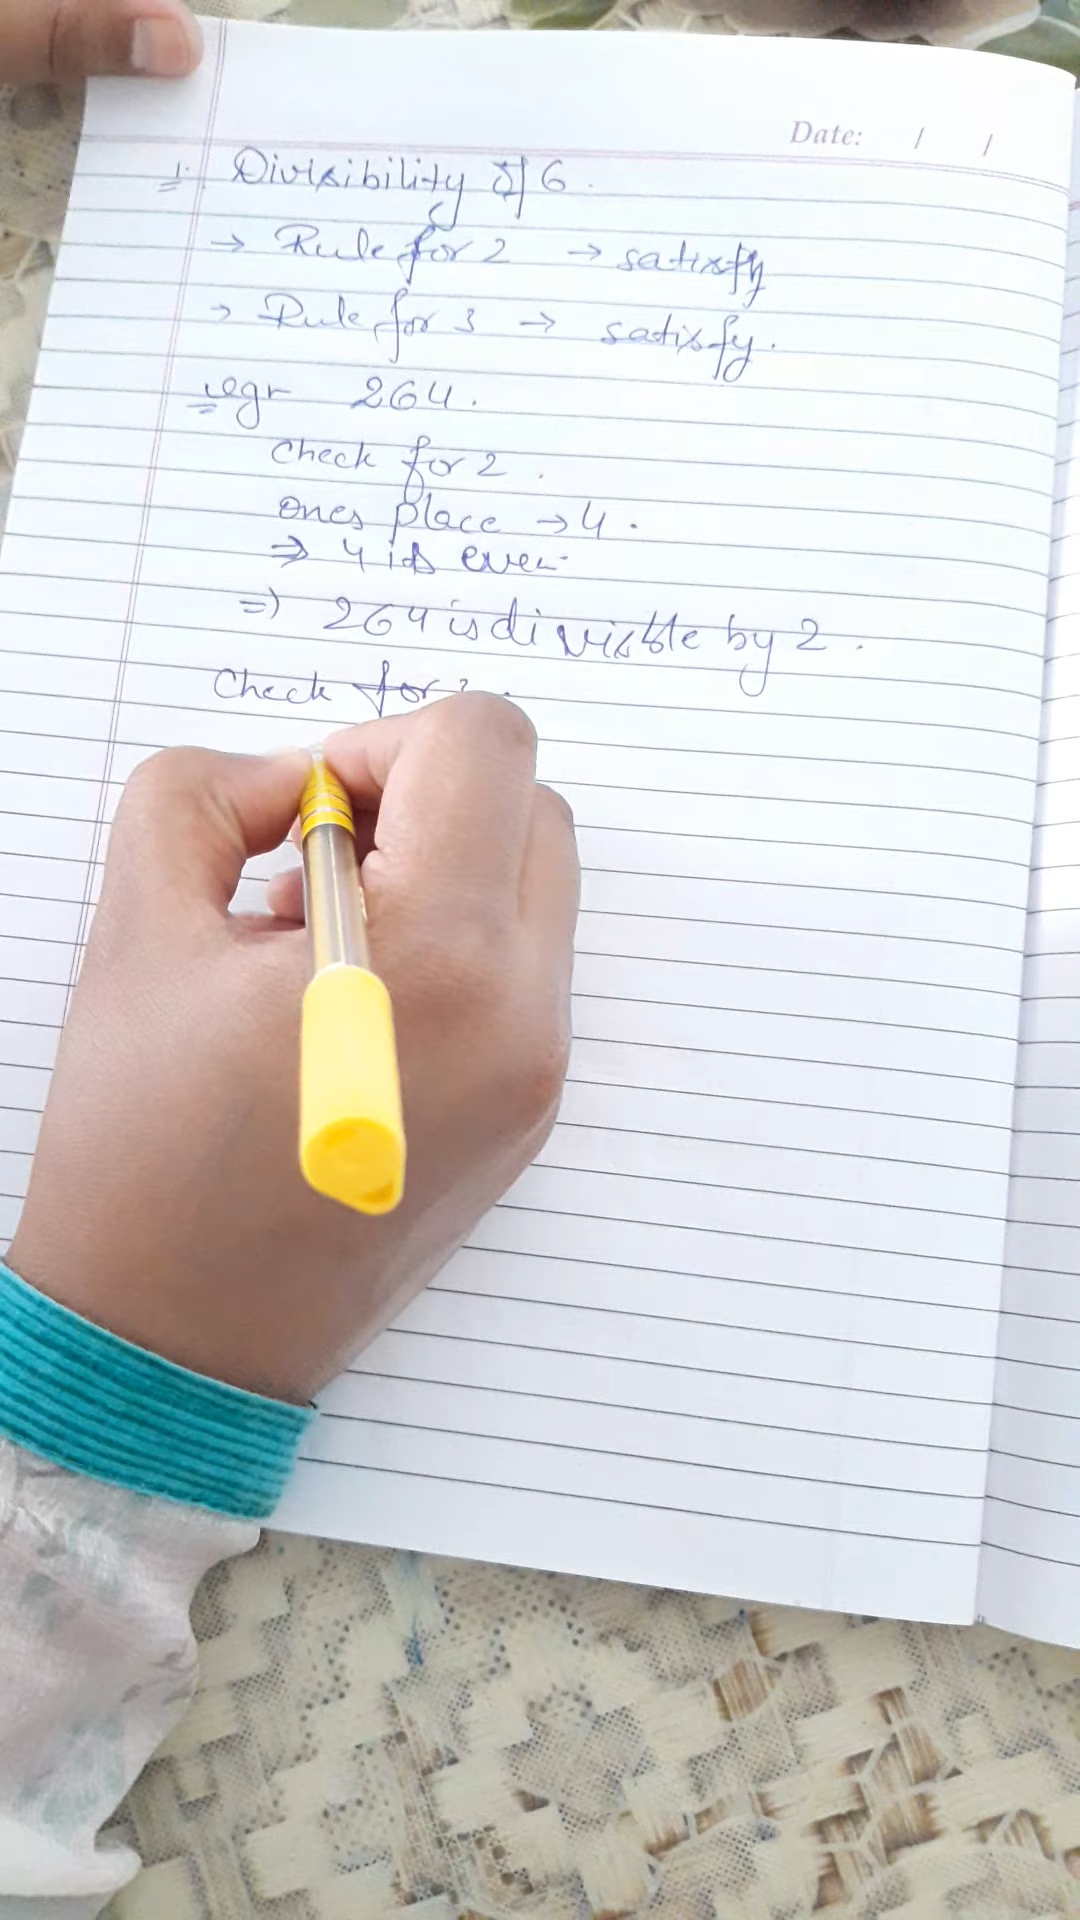 Date: / /
1. Divisibility of 6.
→ Rule for 2 → satisfy
→ Rule for 3 → satisfy.
eg:- 264.
Check for 2.
Ones place → 4.
⇒ 4 is even.
⇒ 264 is divisible by 2.
Check for